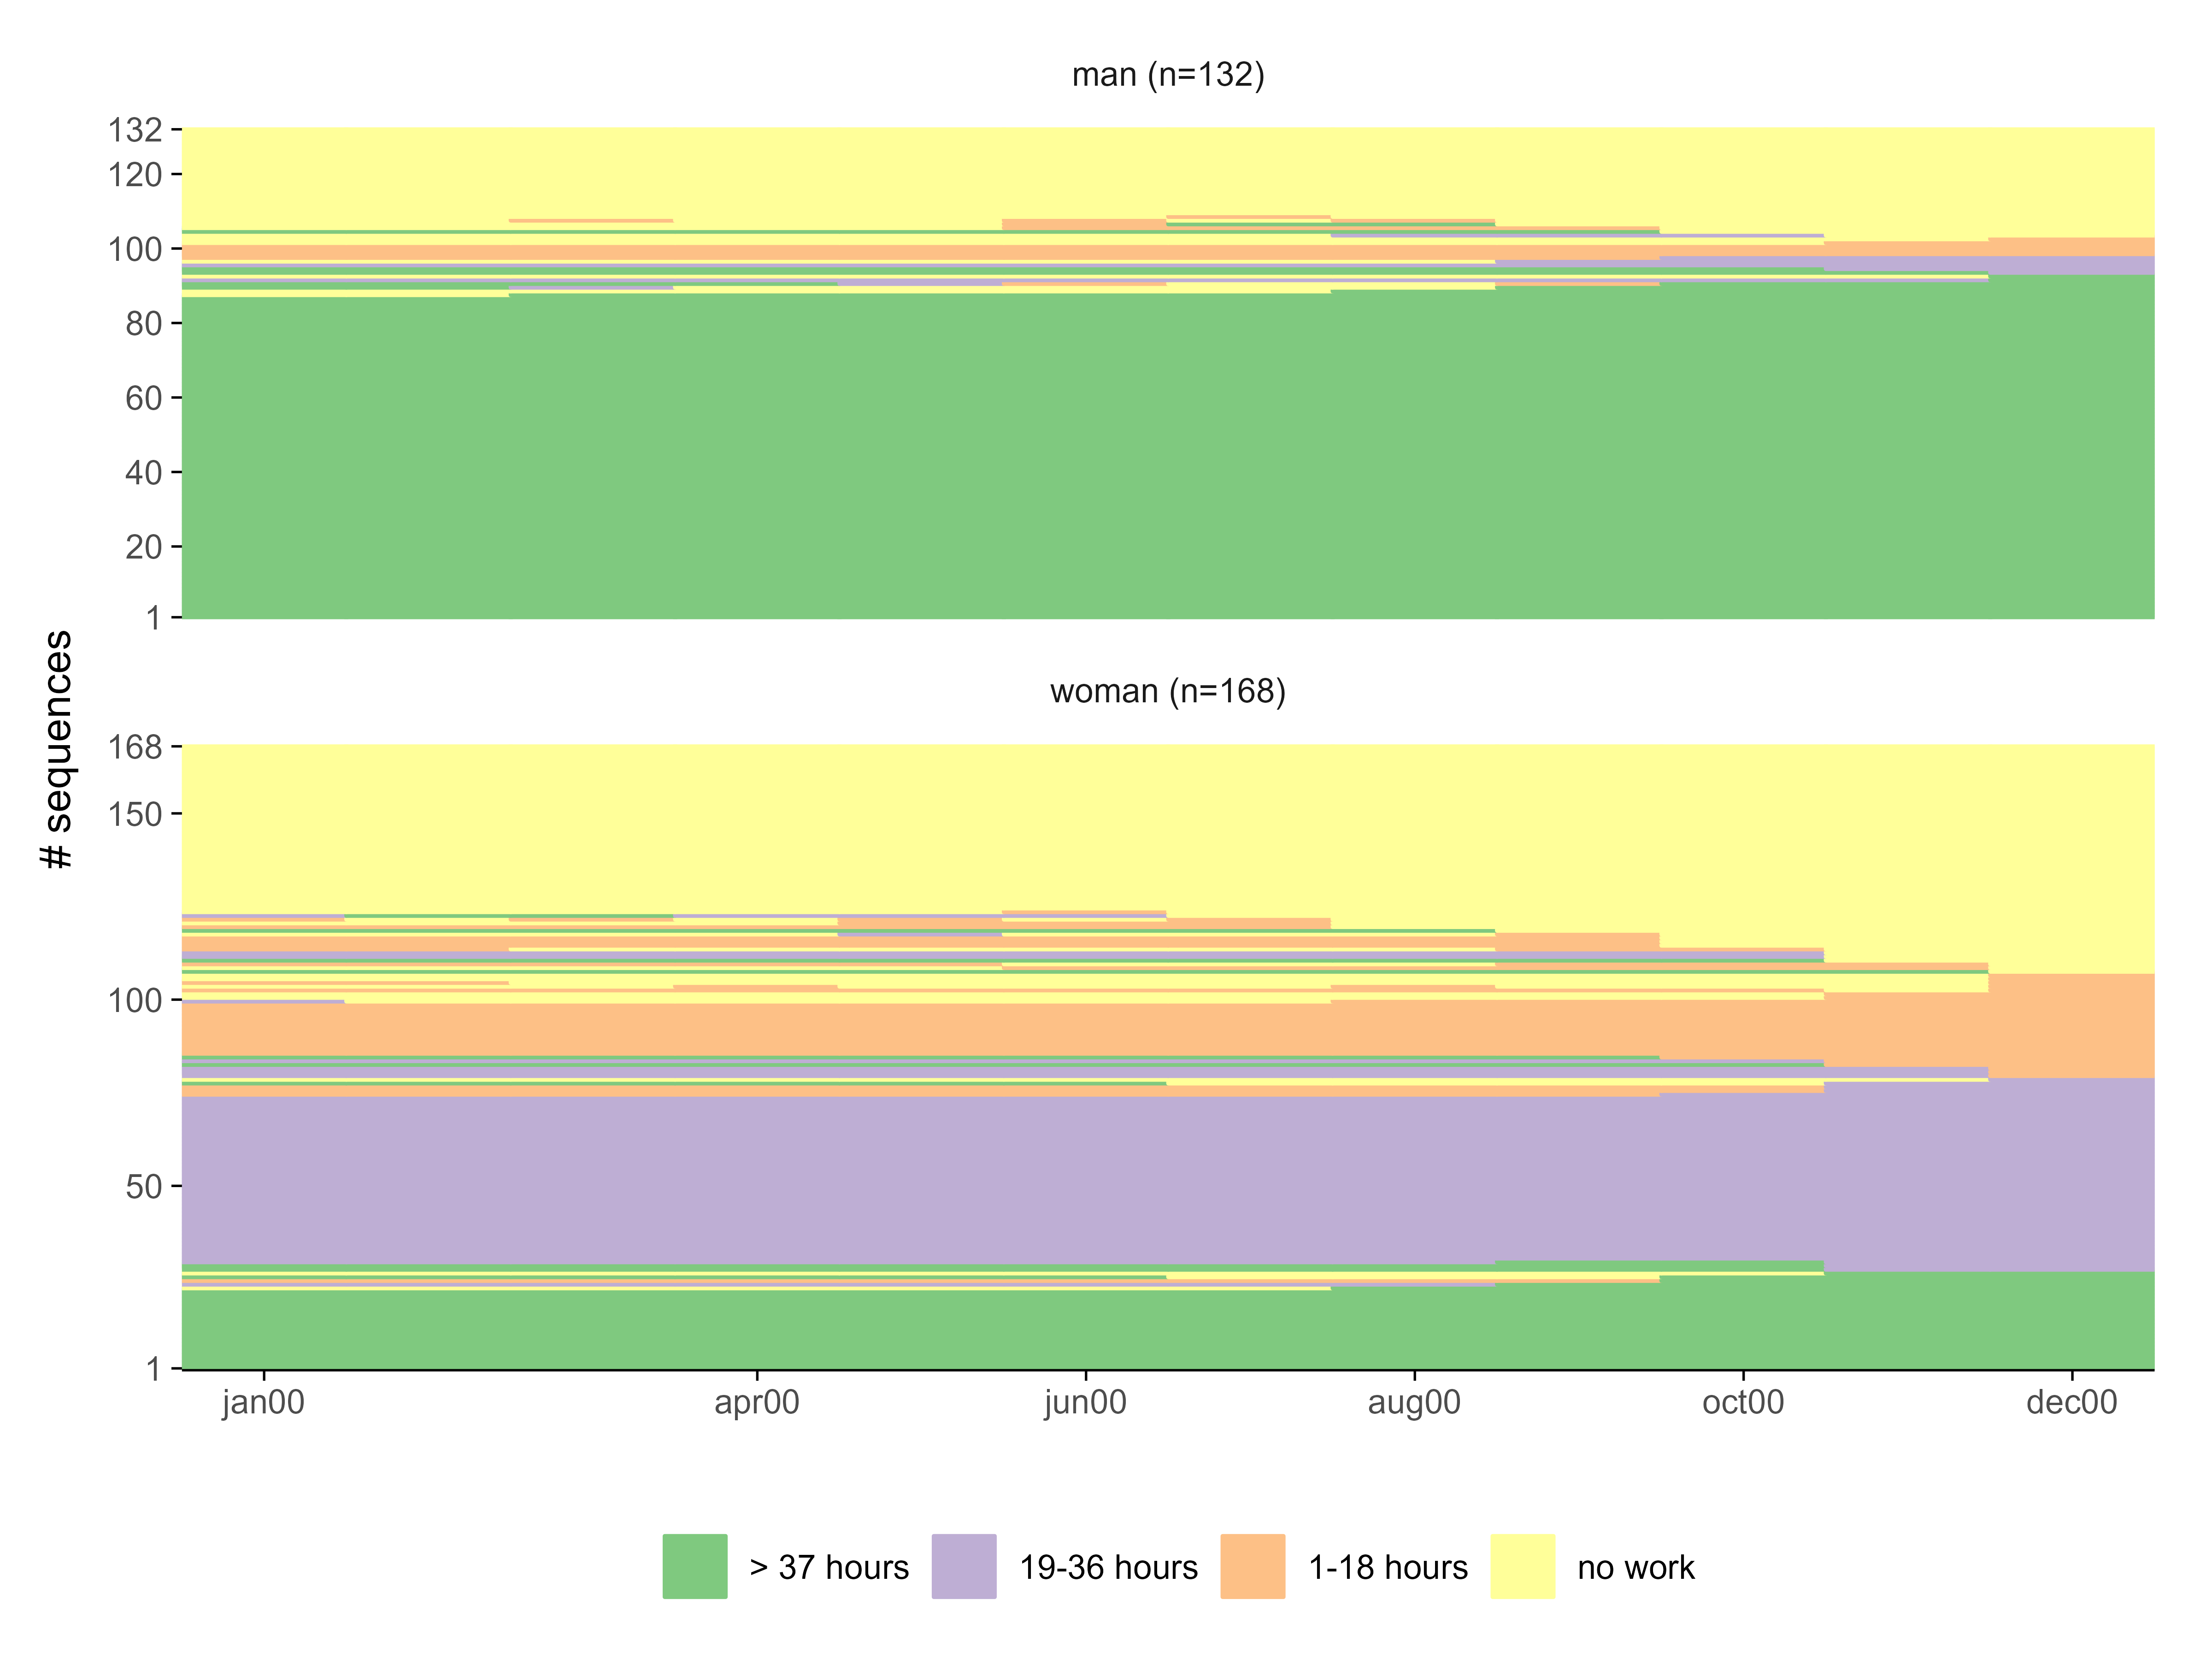 man (n=132)
132
120
100
80
60
40
20
1
# sequences
woman (n=168)
168
150
100
50
1
jan00 apr00 jun00 aug00 oct00 dec00
> 37 hours 19-36 hours 1-18 hours no work